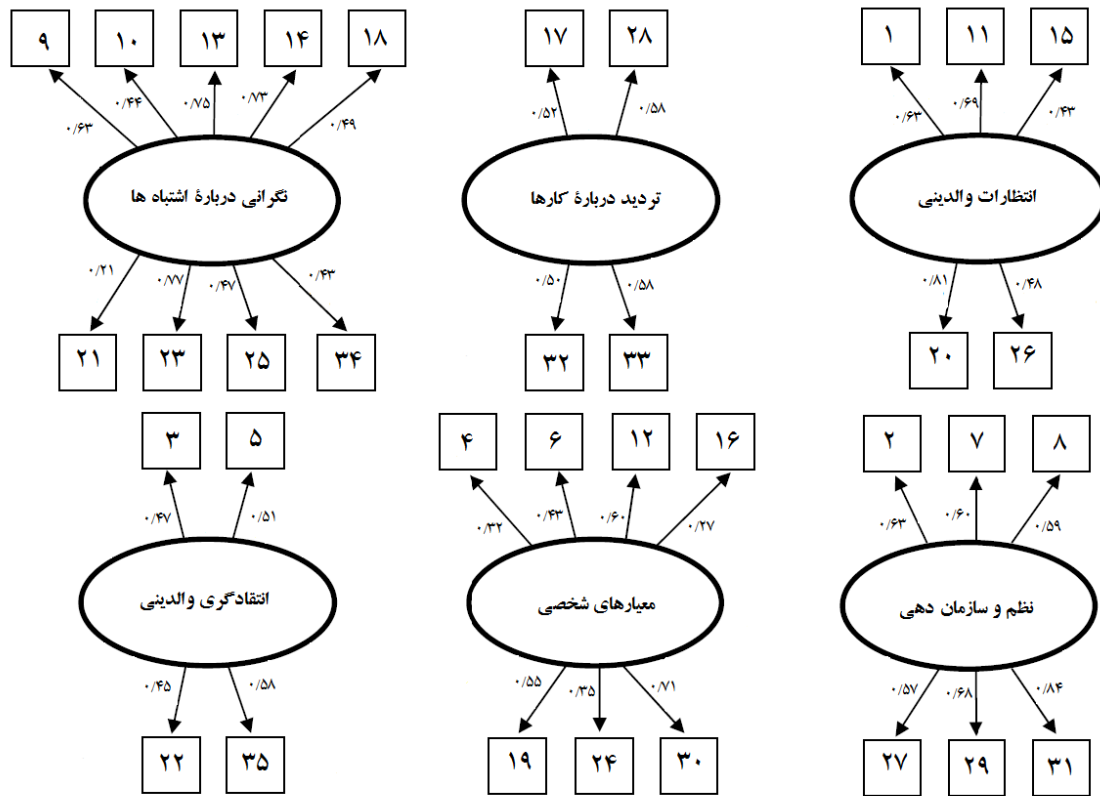 ۹ ۱۰ ۱۳ ۱۴ ۱۸
۰/۶۳ ۰/۴۴ ۰/۷۵ ۰/۷۳ ۰/۴۹
نگرانی دربارۀ اشتباه ها
۰/۲۱ ۰/۷۷ ۰/۴۷ ۰/۴۳
۲۱ ۲۳ ۲۵ ۳۴
۱۷ ۲۸
۰/۵۲ ۰/۵۸
تردید دربارۀ کارها
۰/۵۰ ۰/۵۸
۳۲ ۳۳
۱ ۱۱ ۱۵
۰/۶۳ ۰/۶۹ ۰/۴۳
انتظارات والدینی
۰/۸۱ ۰/۴۸
۲۰ ۲۶
۳ ۵
۰/۴۷ ۰/۵۱
انتقادگری والدینی
۰/۴۵ ۰/۵۸
۲۲ ۳۵
۴ ۶ ۱۲ ۱۶
۰/۳۲ ۰/۴۳ ۰/۶۰ ۰/۲۷
معیارهای شخصی
۰/۵۵ ۰/۳۵ ۰/۷۱
۱۹ ۲۴ ۳۰
۲ ۷ ۸
۰/۶۳ ۰/۶۰ ۰/۵۹
نظم و سازمان دهی
۰/۵۷ ۰/۶۸ ۰/۸۴
۲۷ ۲۹ ۳۱